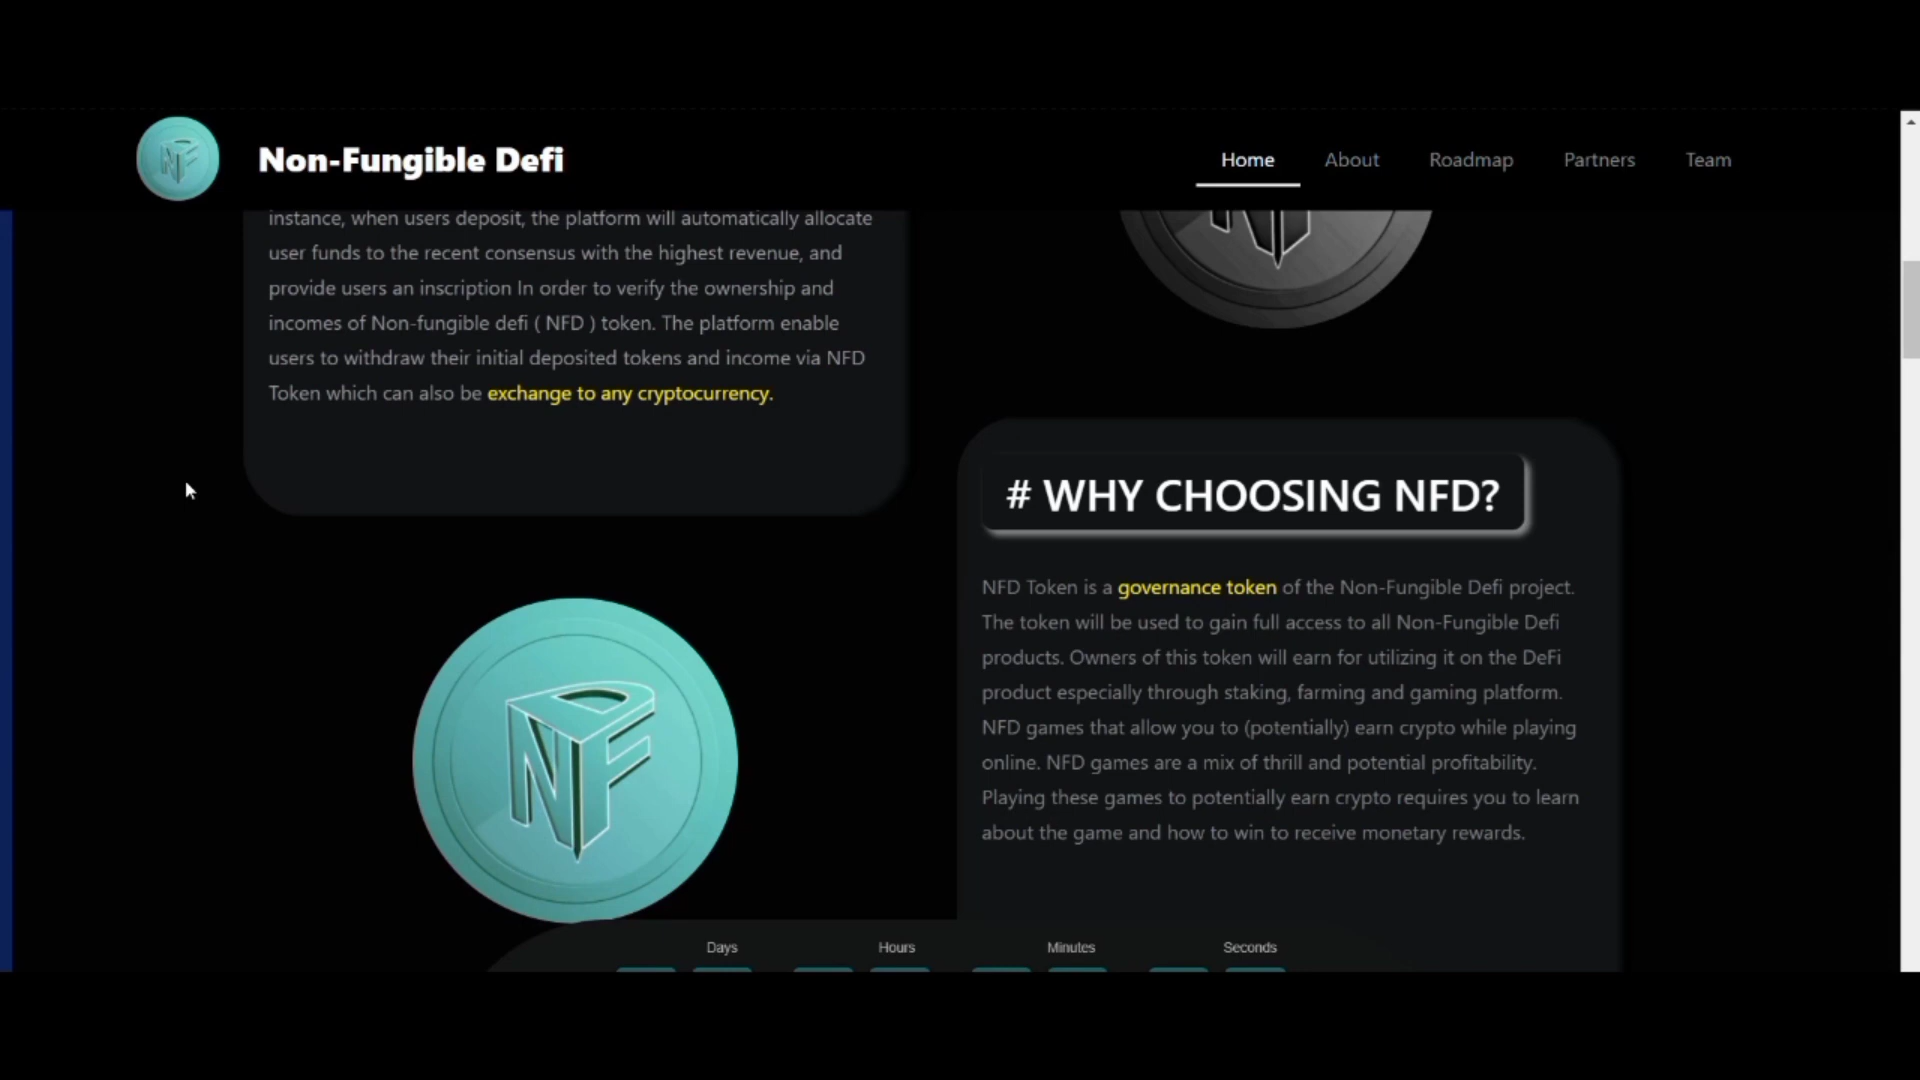 Non-Fungible Defi
Home About Roadmap Partners Team
instance, when users deposit, the platform will automatically allocate
user funds to the recent consensus with the highest revenue, and
provide users an inscription In order to verify the ownership and
incomes of Non-fungible defi ( NFD ) token. The platform enable
users to withdraw their initial deposited tokens and income via NFD
Token which can also be exchange to any cryptocurrency.
# WHY CHOOSING NFD?
NFD Token is a governance token of the Non-Fungible Defi project.
The token will be used to gain full access to all Non-Fungible Defi
products. Owners of this token will earn for utilizing it on the DeFi
product especially through staking, farming and gaming platform.
NFD games that allow you to (potentially) earn crypto while playing
online. NFD games are a mix of thrill and potential profitability.
Playing these games to potentially earn crypto requires you to learn
about the game and how to win to receive monetary rewards.
NFD
Days Hours Minutes Seconds